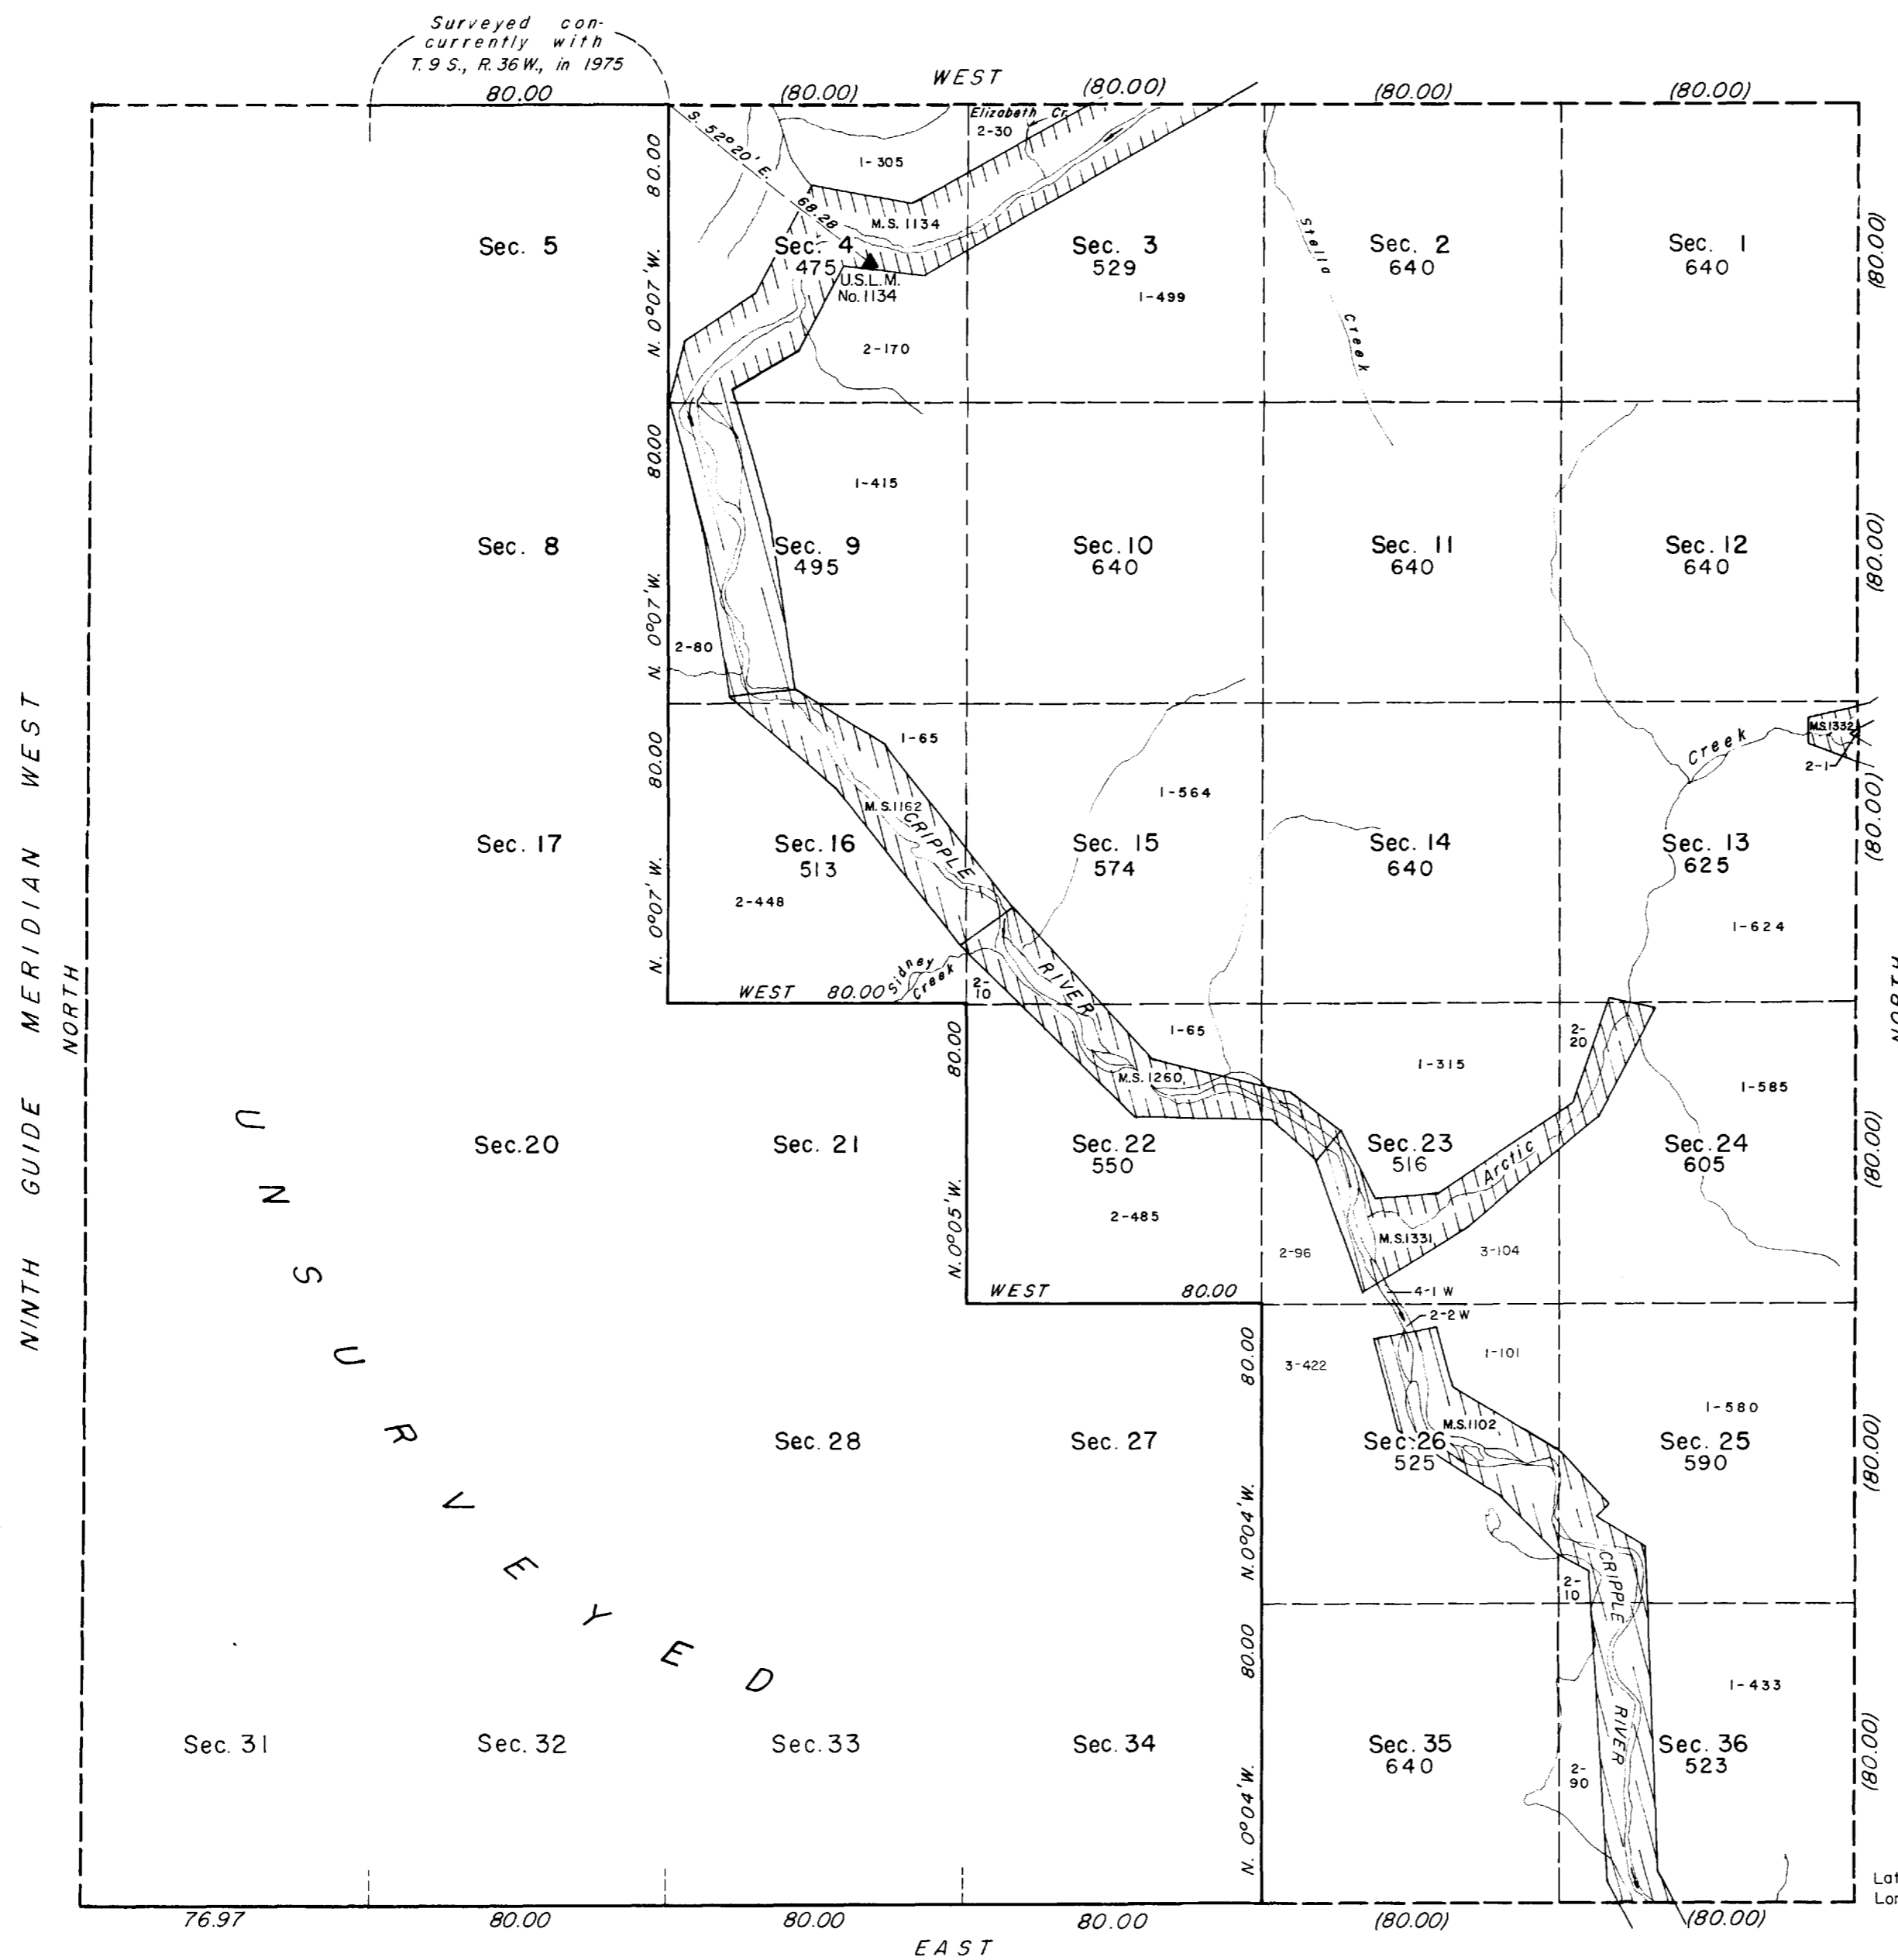 Surveyed con-
currently with
T. 9 S., R. 36 W., in 1975
WEST
80.00
(80.00)
(80.00)
(80.00)
(80.00)
S. 52°20' E.
68.28
Elizabeth Cr.
2-30
1-305
M.S. 1134
80.00
N. 0°07' W.
Sec. 5
Sec. 4
475
U.S.L.M.
No. 1134
Sec. 3
529
1-499
Stella Creek
Sec. 2
640
Sec. 1
640
(80.00)
2-170
80.00
N. 0°07' W.
1-415
Sec. 8
Sec. 9
495
Sec. 10
640
Sec. 11
640
Sec. 12
640
(80.00)
2-80
80.00
N. 0°07' W.
1-65
1-564
Creek
M.S. 1332
2-1
M.S. 1162
CRIPPLE
RIVER
Sec. 17
Sec. 16
513
Sec. 15
574
Sec. 14
640
Sec. 13
625
(80.00)
2-448
1-624
Sidney
Creek
2-
10
WEST 80.00
NINTH GUIDE MERIDIAN WEST
NORTH
NORTH
80.00
N. 0°05' W.
1-65
M.S. 1260
1-315
2-
20
1-585
Sec. 20
Sec. 21
Sec. 22
550
Sec. 23
516
Arctic
Sec. 24
605
(80.00)
2-485
2-96
M.S. 1331
3-104
WEST 80.00
4-1 W
2-2 W
80.00
N. 0°04' W.
3-422
1-101
1-580
M.S. 1102
Sec. 28
Sec. 27
Sec. 26
525
Sec. 25
590
(80.00)
CRIPPLE
RIVER
2-
10
80.00
N. 0°04' W.
1-433
UNSURVEYED
Sec. 31
Sec. 32
Sec. 33
Sec. 34
Sec. 35
640
2-
90
Sec. 36
523
(80.00)
Lat
Lon
76.97
80.00
80.00
80.00
(80.00)
(80.00)
EAST